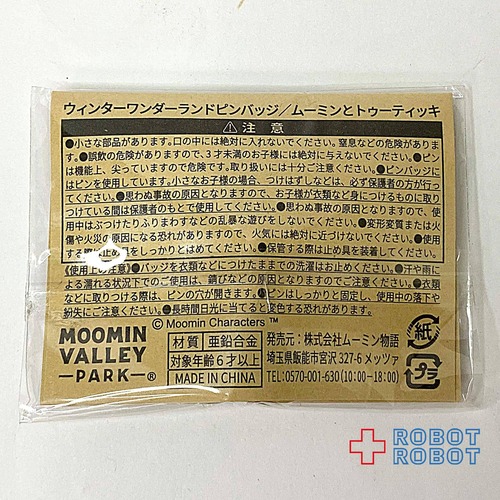 ウィンターワンダーランドピンバッジ／ムーミンとトゥーティッキ
⚠ 注 意
●小さな部品があります。口の中には絶対に入れないでください。窒息などの危険があります。
●誤飲の危険がありますので、3才未満のお子様には絶対に与えないでください。●ピン
は機能上、尖っていますので危険です。取り扱いには十分ご注意ください。●ピンバッジに
はピンを使用しています。小さなお子様の場合、つけはずしなどは、必ず保護者の方が行っ
てください。●思わぬ事故の原因となりますので、お子様が衣類など身につけるものに取り
つけている間は保護者のもとで使用してください。●思わぬ事故の原因となりますので、使用
中はぶつけたりふりまわすなどの乱暴な遊びをしないでください。●変形変質または火
傷や火災の原因になる恐れがありますので、火気には絶対に近づけないでください。●使用
する際は止め具をしっかりとはめてください。●保管する際は止め具を装着してください。
《使用上の注意》●バッジを衣類などにつけたままでの洗濯はお止めください。●汗や雨に
よる濡れる状況下でのご使用は、錆びなどの原因となりますのでご注意ください。●衣類
などに取りつける際は、ピンの穴が開きます。●ピンはしっかりと固定し、使用中の落下や
紛失にご注意ください。●長時間日光に当てると変色する恐れがあります。
© Moomin Characters ™
MOOMIN
VALLEY
—PARK—®
材質 亜鉛合金
対象年齢6才以上
MADE IN CHINA
発売元：株式会社ムーミン物語
埼玉県飯能市宮沢 327-6 メッツァ
TEL:0570-001-630(10:00〜18:00)
紙
プラ
ROBOT
ROBOT